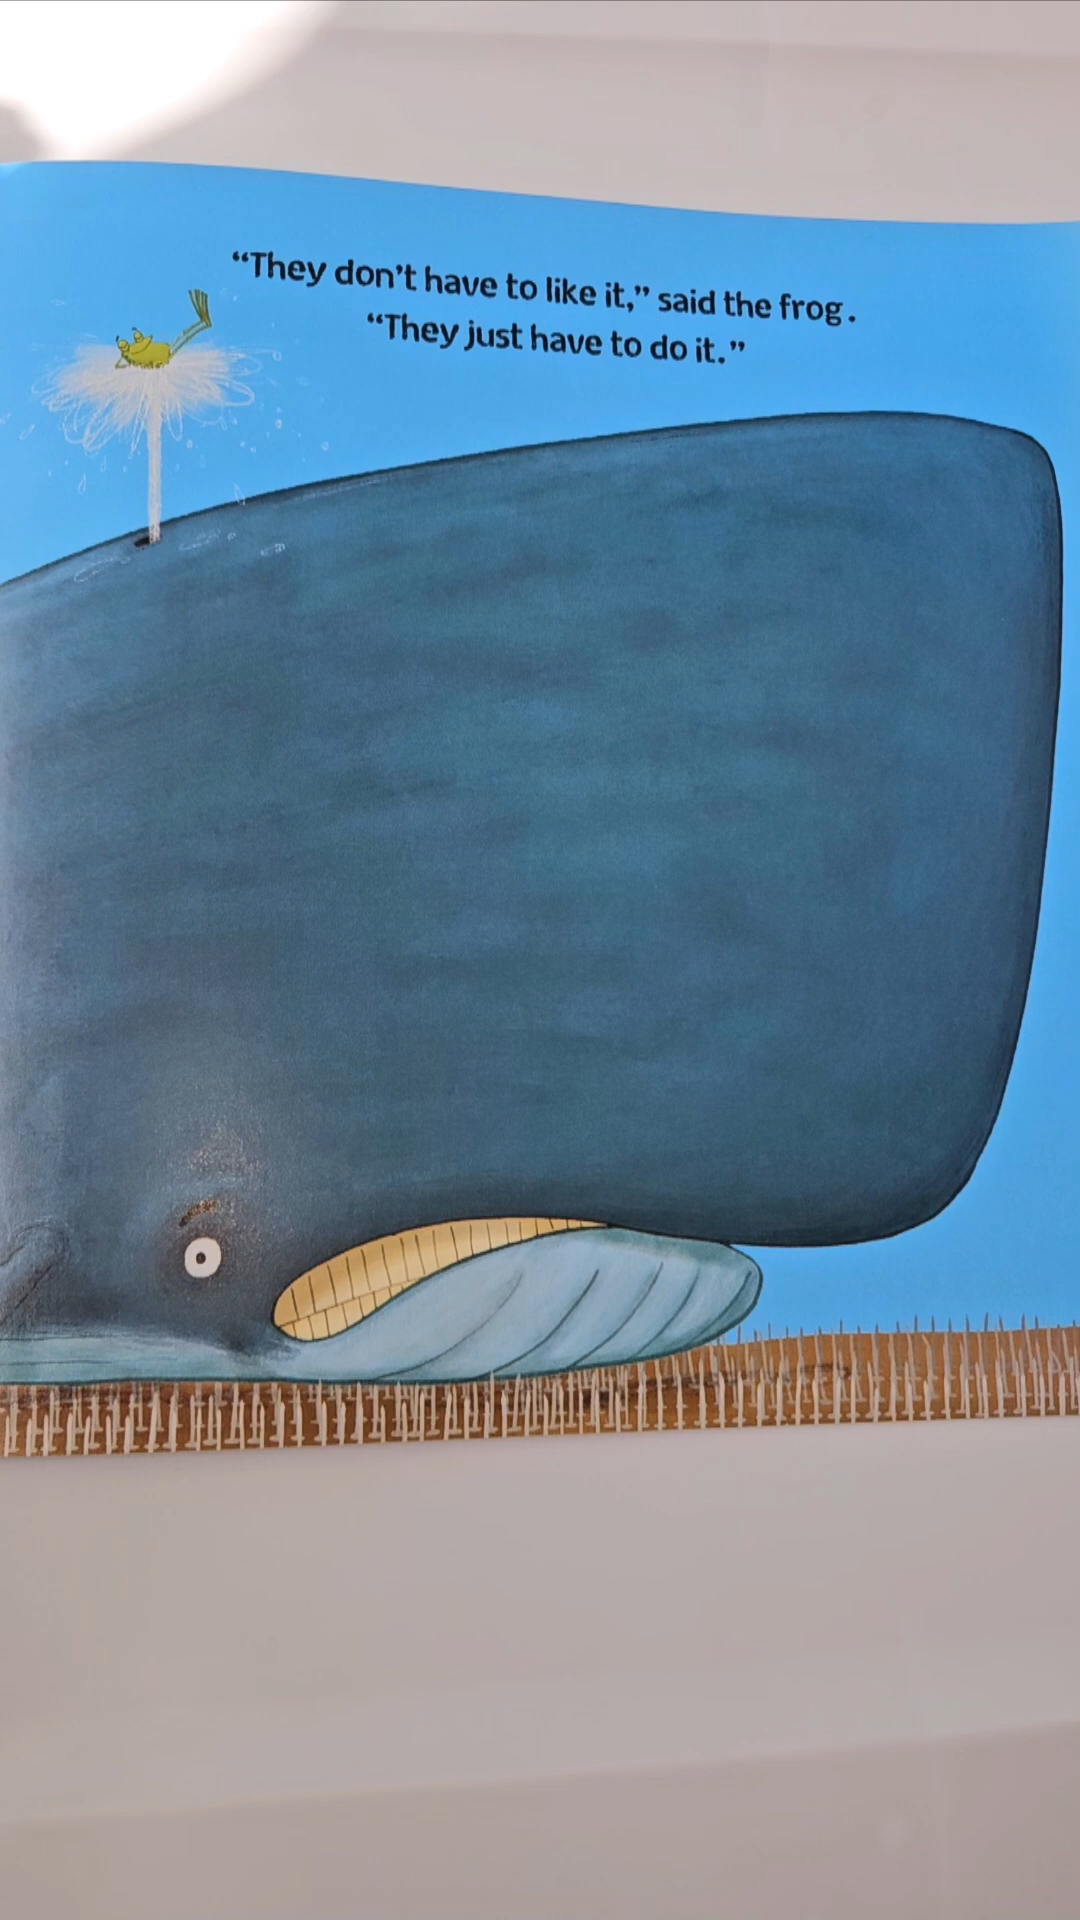 “They don’t have to like it,” said the frog.
“They just have to do it.”